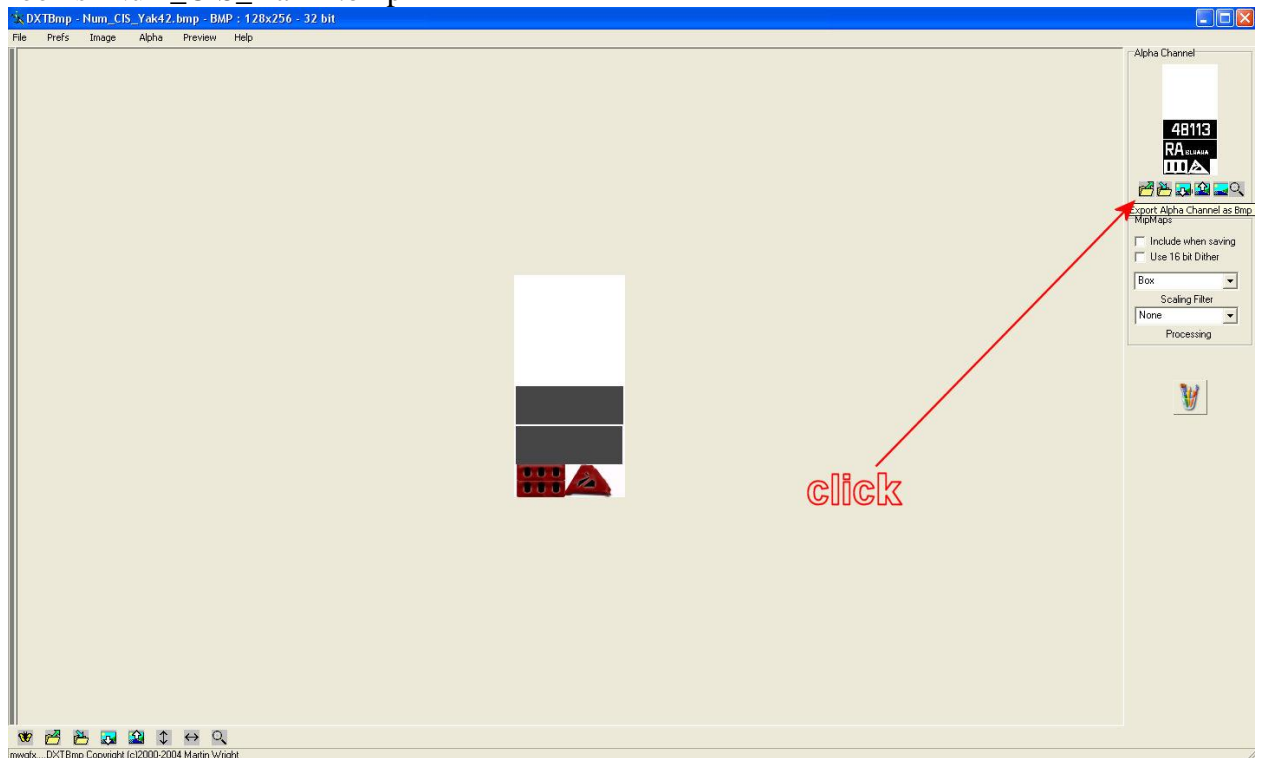 DXTBmp - Num_CIS_Yak42.bmp - BMP : 128x256 - 32 bit
File Prefs Image Alpha Preview Help
Alpha Channel
48113
RA
Export Alpha Channel as Bmp
MipMaps
Include when saving
Use 16 bit Dither
Box
Scaling Filter
None
Processing
click
mwgfx... DXTBmp Copyright (c)2000-2004 Martin Wright